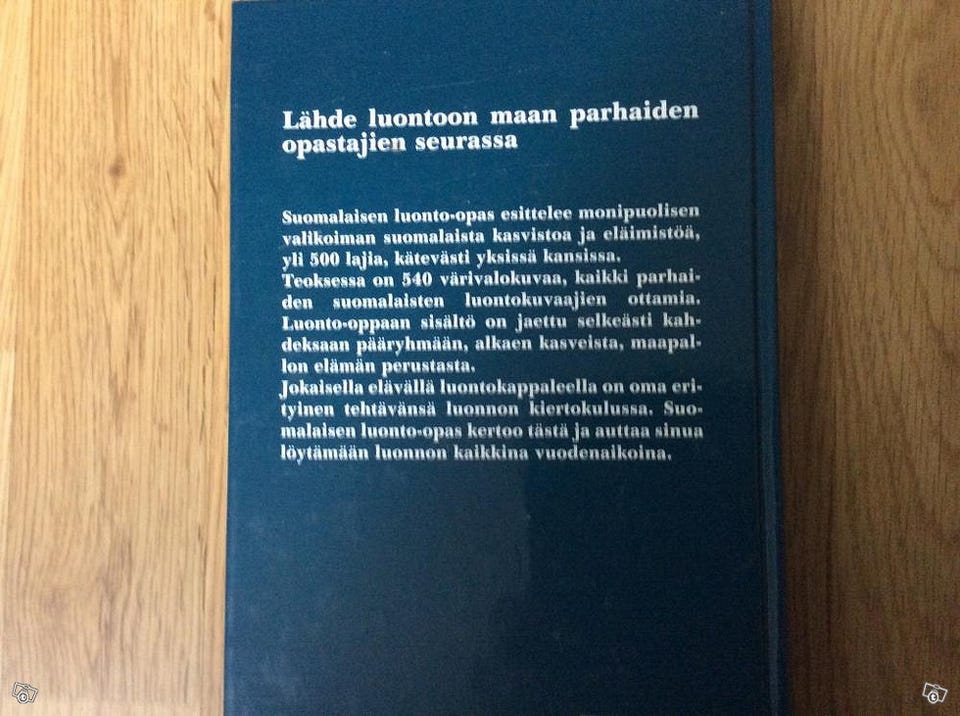 Lähde luontoon maan parhaiden
opastajien seurassa
Suomalaisen luonto-opas esittelee monipuolisen
valikoiman suomalaista kasvistoa ja eläimistöä,
yli 500 lajia, kätevästi yksissä kansissa.
Teoksessa on 540 värivalokuvaa, kaikki parhai-
den suomalaisten luontokuvaajien ottamia.
Luonto-oppaan sisältö on jaettu selkeästi kah-
deksaan pääryhmään, alkaen kasveista, maapal-
lon elämän perustasta.
Jokaisella elävällä luontokappaleella on oma eri-
tyinen tehtävänsä luonnon kiertokulussa. Suo-
malaisen luonto-opas kertoo tästä ja auttaa sinua
löytämään luonnon kaikkina vuodenaikoina.